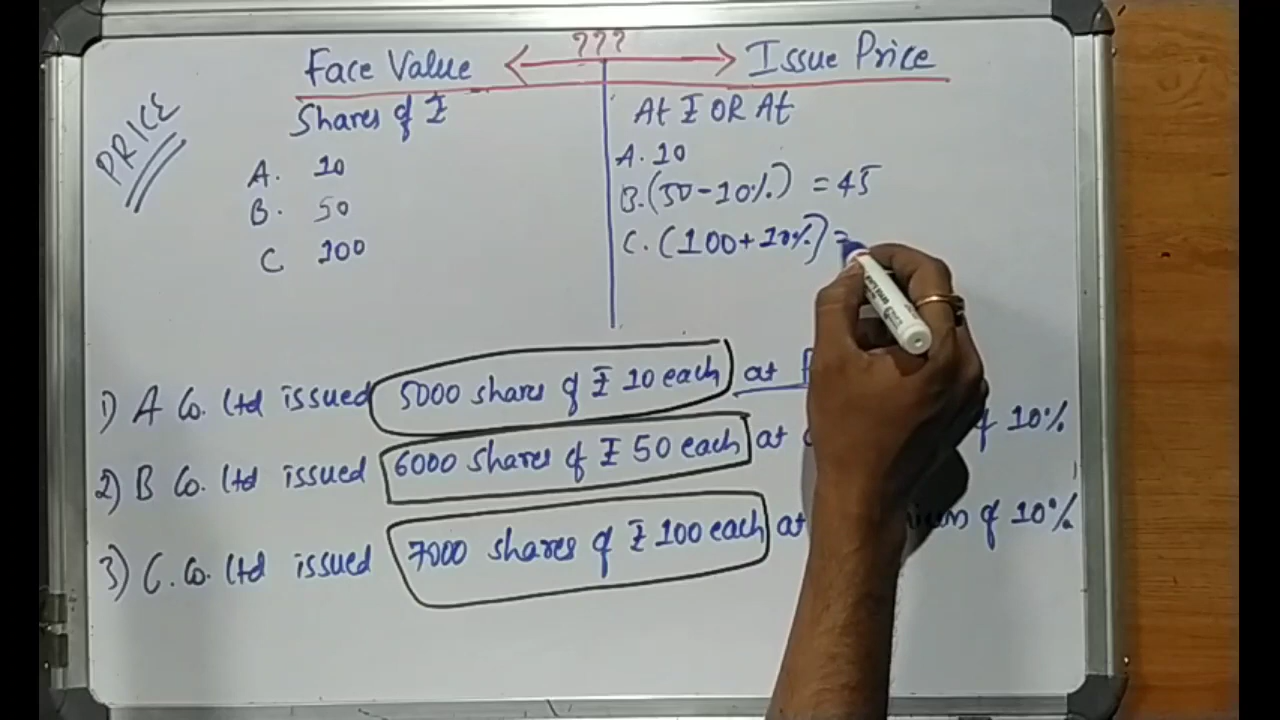 ???
Face Value Issue Price
PRICE
Shares of ₹
At ₹ OR At
A. 10
B. 50
C 100
A. 10
B. (50-10%) = 45
C. (100+10%) =
1) A Co. Ltd issued 5000 shares of ₹ 10 each at
2) B Co. Ltd issued 6000 shares of ₹ 50 each at of 10%
3) C. Co. Ltd issued 7000 shares of ₹ 100 each at of 10%